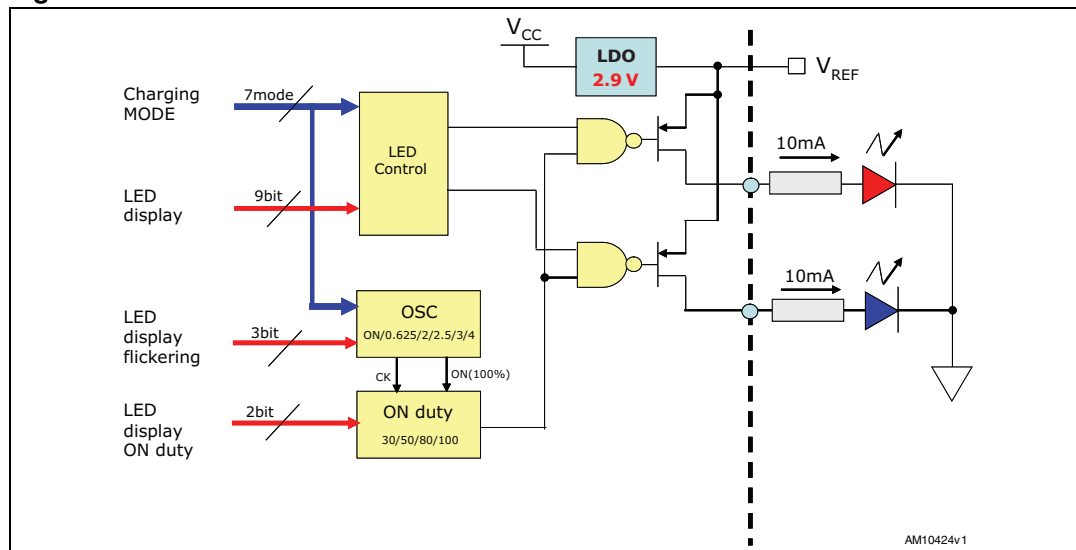 V_CC
LDO
2.9 V
V_REF
Charging
MODE
7mode
LED
Control
LED
display
9bit
10mA
10mA
OSC
ON/0.625/2/2.5/3/4
LED
display
flickering
3bit
CK
ON(100%)
ON duty
30/50/80/100
LED
display
ON duty
2bit
AM10424v1